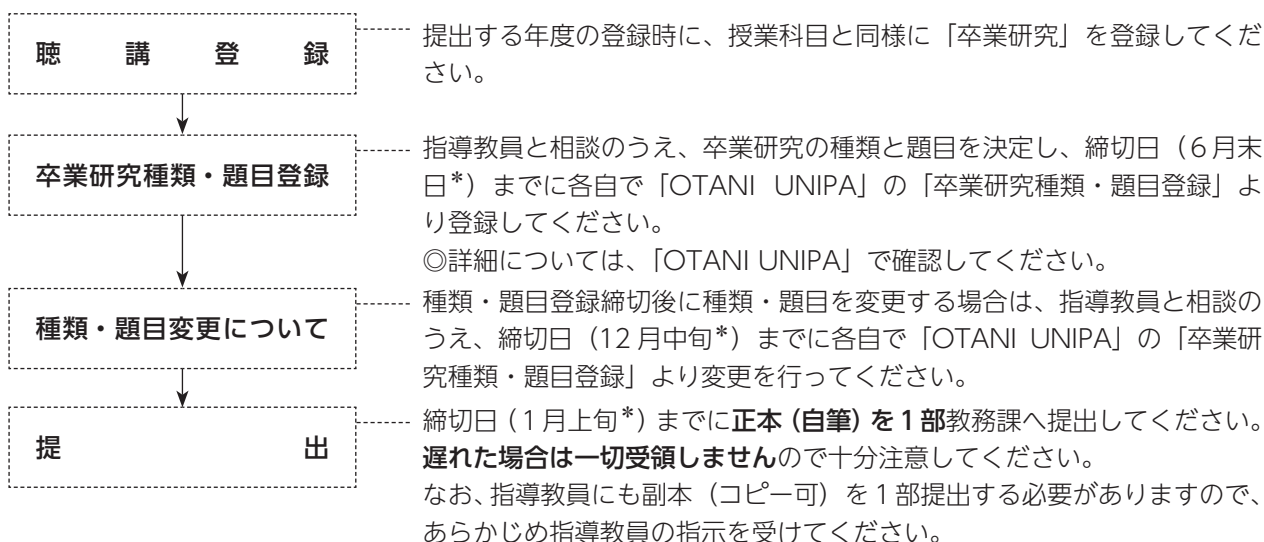 聴講登録
提出する年度の登録時に、授業科目と同様に「卒業研究」を登録してくだ
さい。
卒業研究種類・題目登録
指導教員と相談のうえ、卒業研究の種類と題目を決定し、締切日（6月末
日*）までに各自で「OTANI UNIPA」の「卒業研究種類・題目登録」よ
り登録してください。
◎詳細については、「OTANI UNIPA」で確認してください。
種類・題目変更について
種類・題目登録締切後に種類・題目を変更する場合は、指導教員と相談の
うえ、締切日（12月中旬*）までに各自で「OTANI UNIPA」の「卒業研
究種類・題目登録」より変更を行ってください。
提出
締切日（1月上旬*）までに正本（自筆）を1部教務課へ提出してください。
遅れた場合は一切受領しませんので十分注意してください。
なお、指導教員にも副本（コピー可）を1部提出する必要がありますので、
あらかじめ指導教員の指示を受けてください。